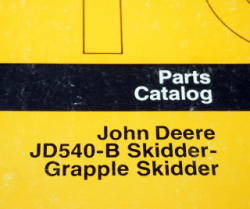 Parts
Catalog
John Deere
JD540-B Skidder-
Grapple Skidder